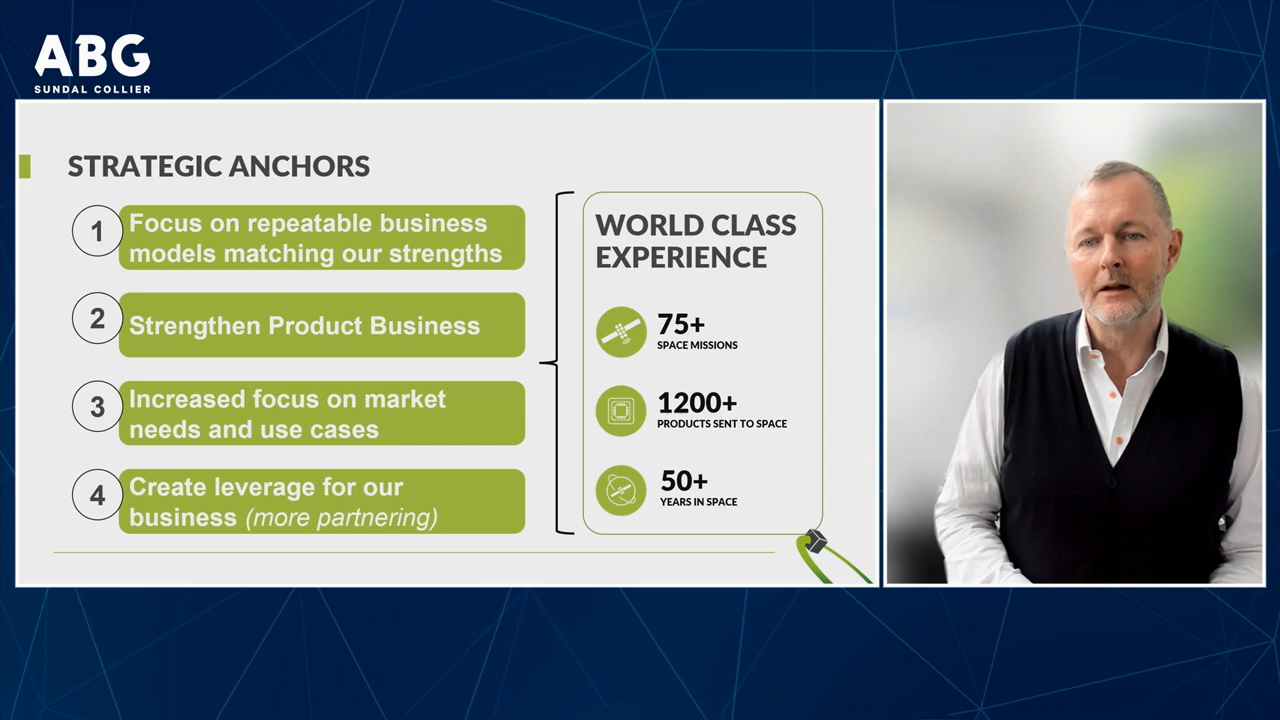 ABG
SUNDAL COLLIER
STRATEGIC ANCHORS
1
Focus on repeatable business
models matching our strengths
2
Strengthen Product Business
3
Increased focus on market
needs and use cases
4
Create leverage for our
business (more partnering)
WORLD CLASS
EXPERIENCE
75+
SPACE MISSIONS
1200+
PRODUCTS SENT TO SPACE
50+
YEARS IN SPACE